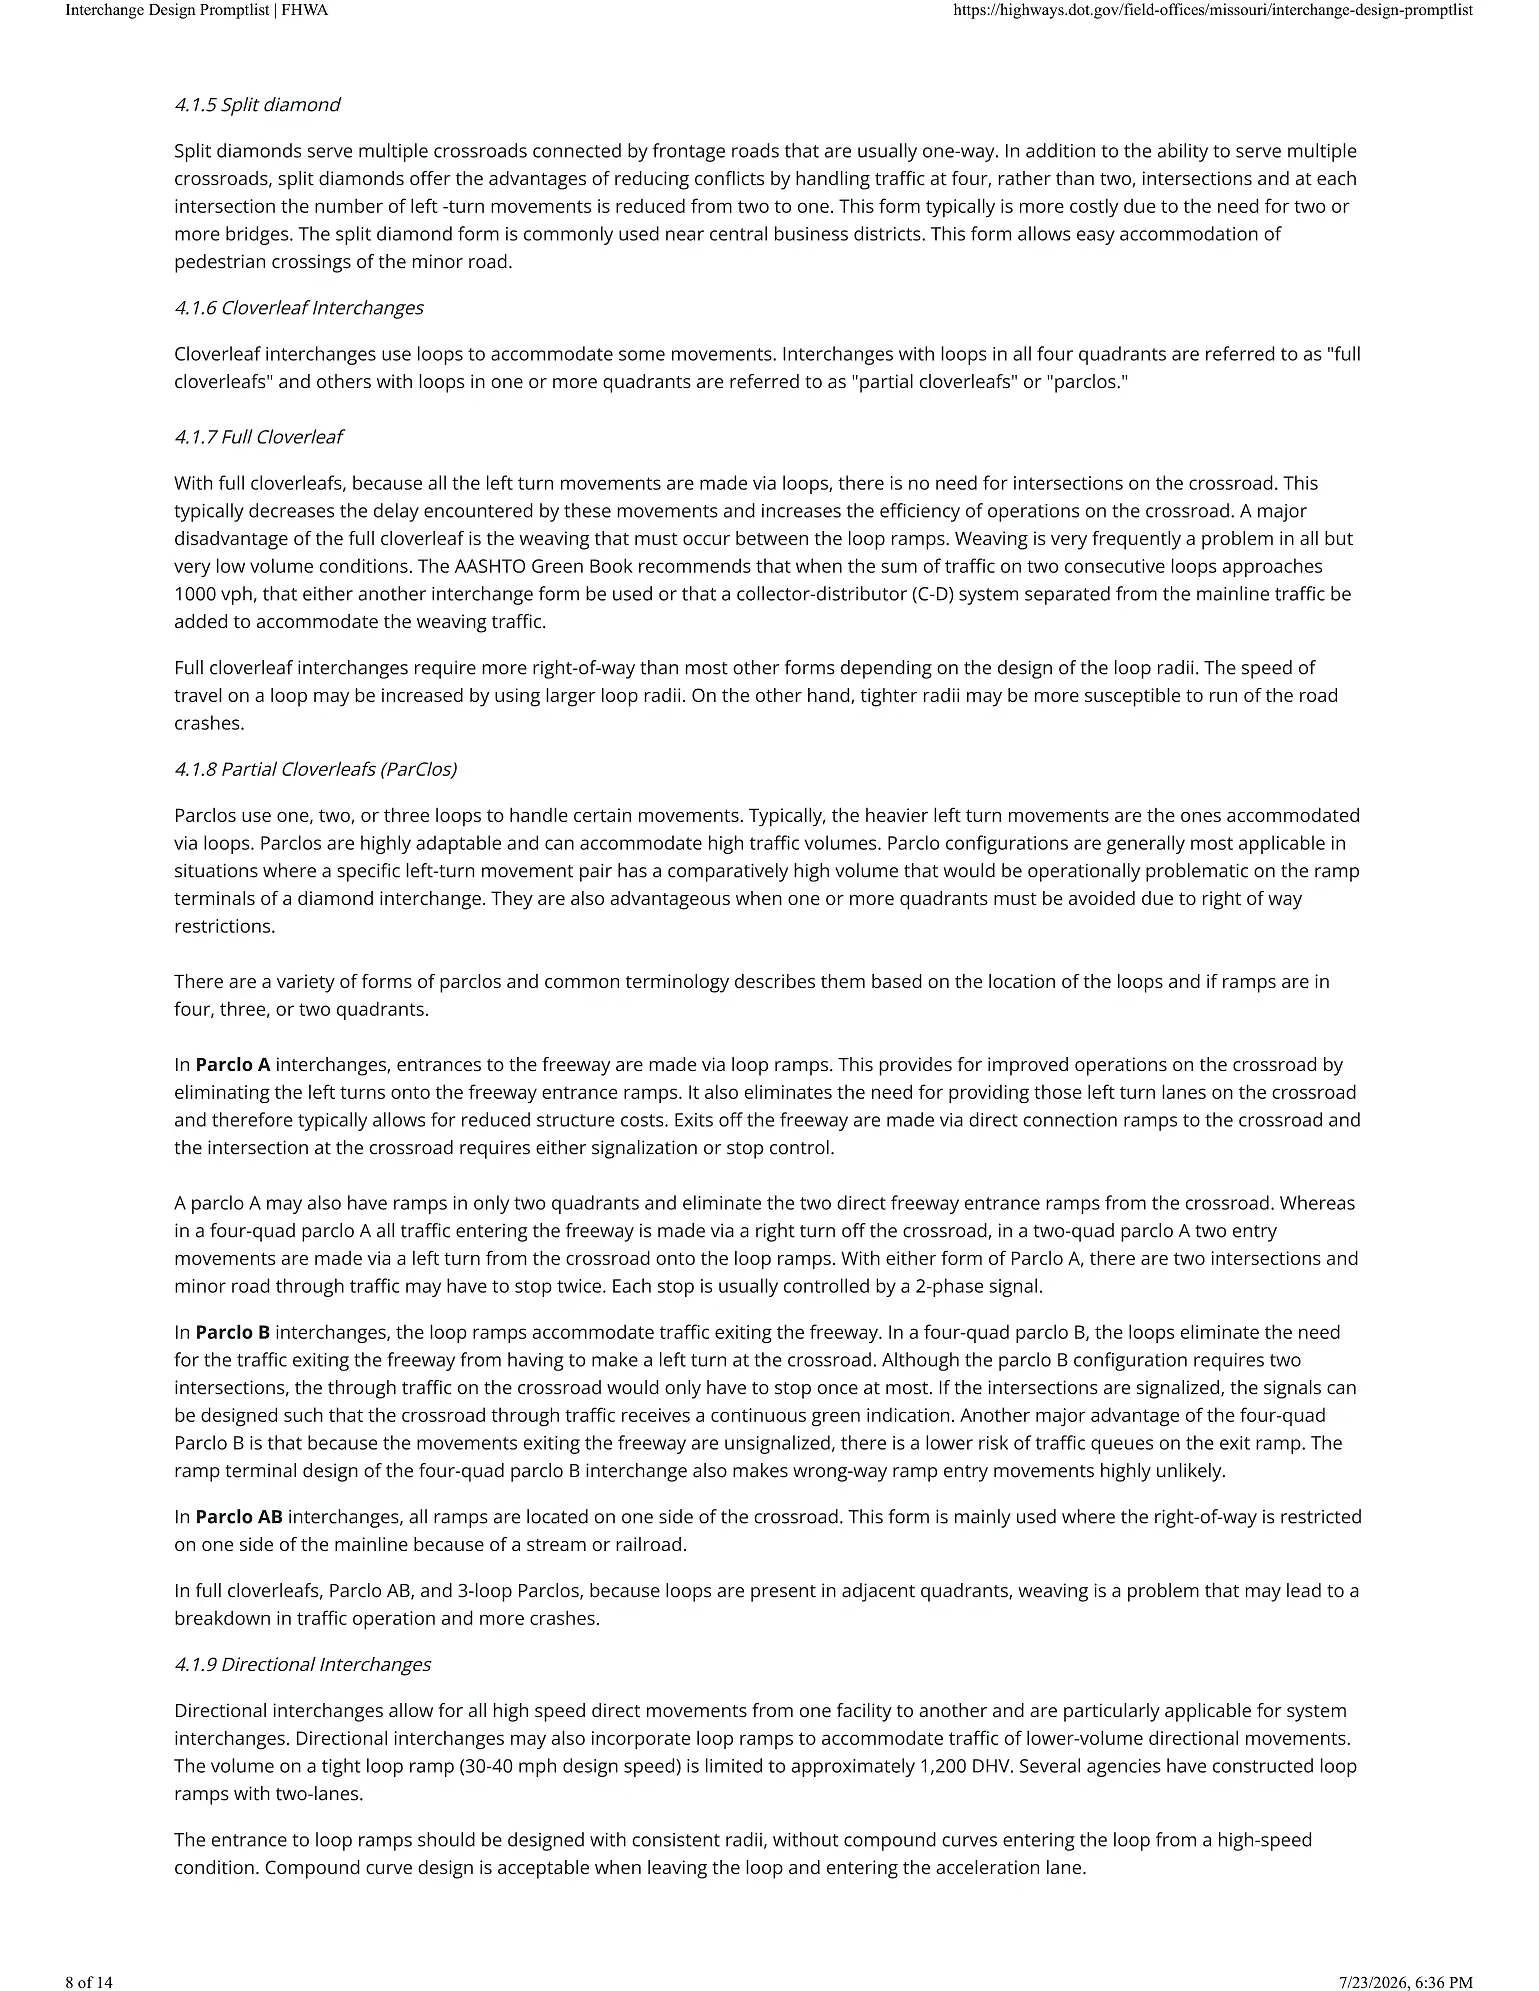 Interchange Design Promptlist | FHWA
https://highways.dot.gov/field-offices/missouri/interchange-design-promptlist
4.1.5 Split diamond
Split diamonds serve multiple crossroads connected by frontage roads that are usually one-way. In addition to the ability to serve multiple
crossroads, split diamonds offer the advantages of reducing conflicts by handling traffic at four, rather than two, intersections and at each
intersection the number of left -turn movements is reduced from two to one. This form typically is more costly due to the need for two or
more bridges. The split diamond form is commonly used near central business districts. This form allows easy accommodation of
pedestrian crossings of the minor road.
4.1.6 Cloverleaf Interchanges
Cloverleaf interchanges use loops to accommodate some movements. Interchanges with loops in all four quadrants are referred to as "full
cloverleafs" and others with loops in one or more quadrants are referred to as "partial cloverleafs" or "parclos."
4.1.7 Full Cloverleaf
With full cloverleafs, because all the left turn movements are made via loops, there is no need for intersections on the crossroad. This
typically decreases the delay encountered by these movements and increases the efficiency of operations on the crossroad. A major
disadvantage of the full cloverleaf is the weaving that must occur between the loop ramps. Weaving is very frequently a problem in all but
very low volume conditions. The AASHTO Green Book recommends that when the sum of traffic on two consecutive loops approaches
1000 vph, that either another interchange form be used or that a collector-distributor (C-D) system separated from the mainline traffic be
added to accommodate the weaving traffic.
Full cloverleaf interchanges require more right-of-way than most other forms depending on the design of the loop radii. The speed of
travel on a loop may be increased by using larger loop radii. On the other hand, tighter radii may be more susceptible to run of the road
crashes.
4.1.8 Partial Cloverleafs (ParClos)
Parclos use one, two, or three loops to handle certain movements. Typically, the heavier left turn movements are the ones accommodated
via loops. Parclos are highly adaptable and can accommodate high traffic volumes. Parclo configurations are generally most applicable in
situations where a specific left-turn movement pair has a comparatively high volume that would be operationally problematic on the ramp
terminals of a diamond interchange. They are also advantageous when one or more quadrants must be avoided due to right of way
restrictions.
There are a variety of forms of parclos and common terminology describes them based on the location of the loops and if ramps are in
four, three, or two quadrants.
In Parclo A interchanges, entrances to the freeway are made via loop ramps. This provides for improved operations on the crossroad by
eliminating the left turns onto the freeway entrance ramps. It also eliminates the need for providing those left turn lanes on the crossroad
and therefore typically allows for reduced structure costs. Exits off the freeway are made via direct connection ramps to the crossroad and
the intersection at the crossroad requires either signalization or stop control.
A parclo A may also have ramps in only two quadrants and eliminate the two direct freeway entrance ramps from the crossroad. Whereas
in a four-quad parclo A all traffic entering the freeway is made via a right turn off the crossroad, in a two-quad parclo A two entry
movements are made via a left turn from the crossroad onto the loop ramps. With either form of Parclo A, there are two intersections and
minor road through traffic may have to stop twice. Each stop is usually controlled by a 2-phase signal.
In Parclo B interchanges, the loop ramps accommodate traffic exiting the freeway. In a four-quad parclo B, the loops eliminate the need
for the traffic exiting the freeway from having to make a left turn at the crossroad. Although the parclo B configuration requires two
intersections, the through traffic on the crossroad would only have to stop once at most. If the intersections are signalized, the signals can
be designed such that the crossroad through traffic receives a continuous green indication. Another major advantage of the four-quad
Parclo B is that because the movements exiting the freeway are unsignalized, there is a lower risk of traffic queues on the exit ramp. The
ramp terminal design of the four-quad parclo B interchange also makes wrong-way ramp entry movements highly unlikely.
In Parclo AB interchanges, all ramps are located on one side of the crossroad. This form is mainly used where the right-of-way is restricted
on one side of the mainline because of a stream or railroad.
In full cloverleafs, Parclo AB, and 3-loop Parclos, because loops are present in adjacent quadrants, weaving is a problem that may lead to a
breakdown in traffic operation and more crashes.
4.1.9 Directional Interchanges
Directional interchanges allow for all high speed direct movements from one facility to another and are particularly applicable for system
interchanges. Directional interchanges may also incorporate loop ramps to accommodate traffic of lower-volume directional movements.
The volume on a tight loop ramp (30-40 mph design speed) is limited to approximately 1,200 DHV. Several agencies have constructed loop
ramps with two-lanes.
The entrance to loop ramps should be designed with consistent radii, without compound curves entering the loop from a high-speed
condition. Compound curve design is acceptable when leaving the loop and entering the acceleration lane.
8 of 14
7/23/2026, 6:36 PM